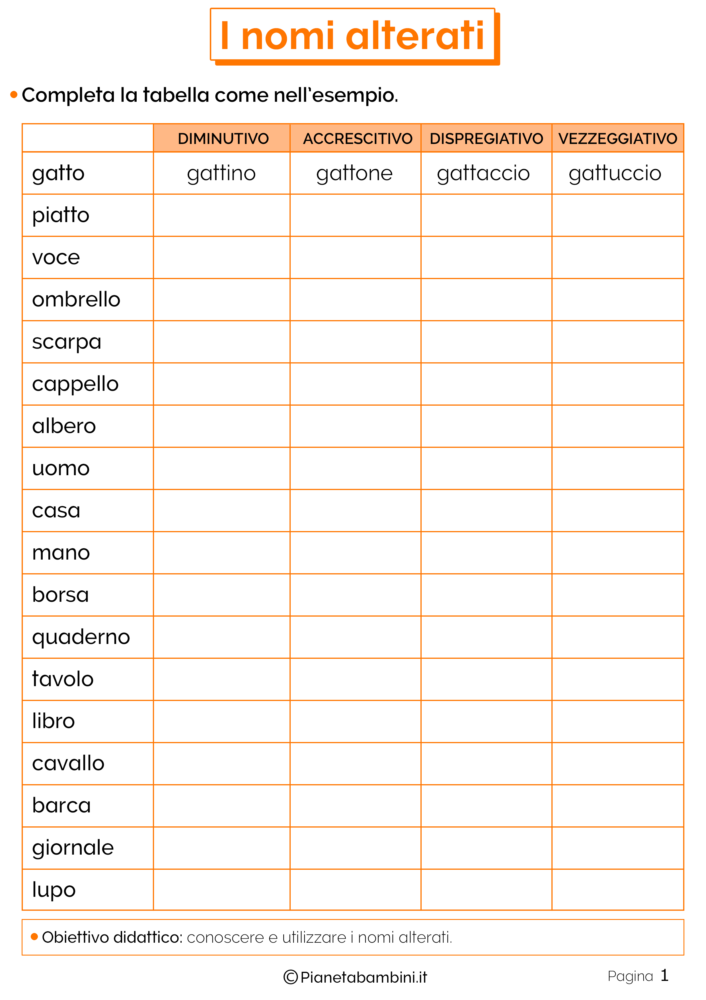 I nomi alterati
Completa la tabella come nell'esempio.
DIMINUTIVO ACCRESCITIVO DISPREGIATIVO VEZZEGGIATIVO
gatto gattino gattone gattaccio gattuccio
piatto
voce
ombrello
scarpa
cappello
albero
uomo
casa
mano
borsa
quaderno
tavolo
libro
cavallo
barca
giornale
lupo
Obiettivo didattico: conoscere e utilizzare i nomi alterati.
©Pianetabambini.it
Pagina 1